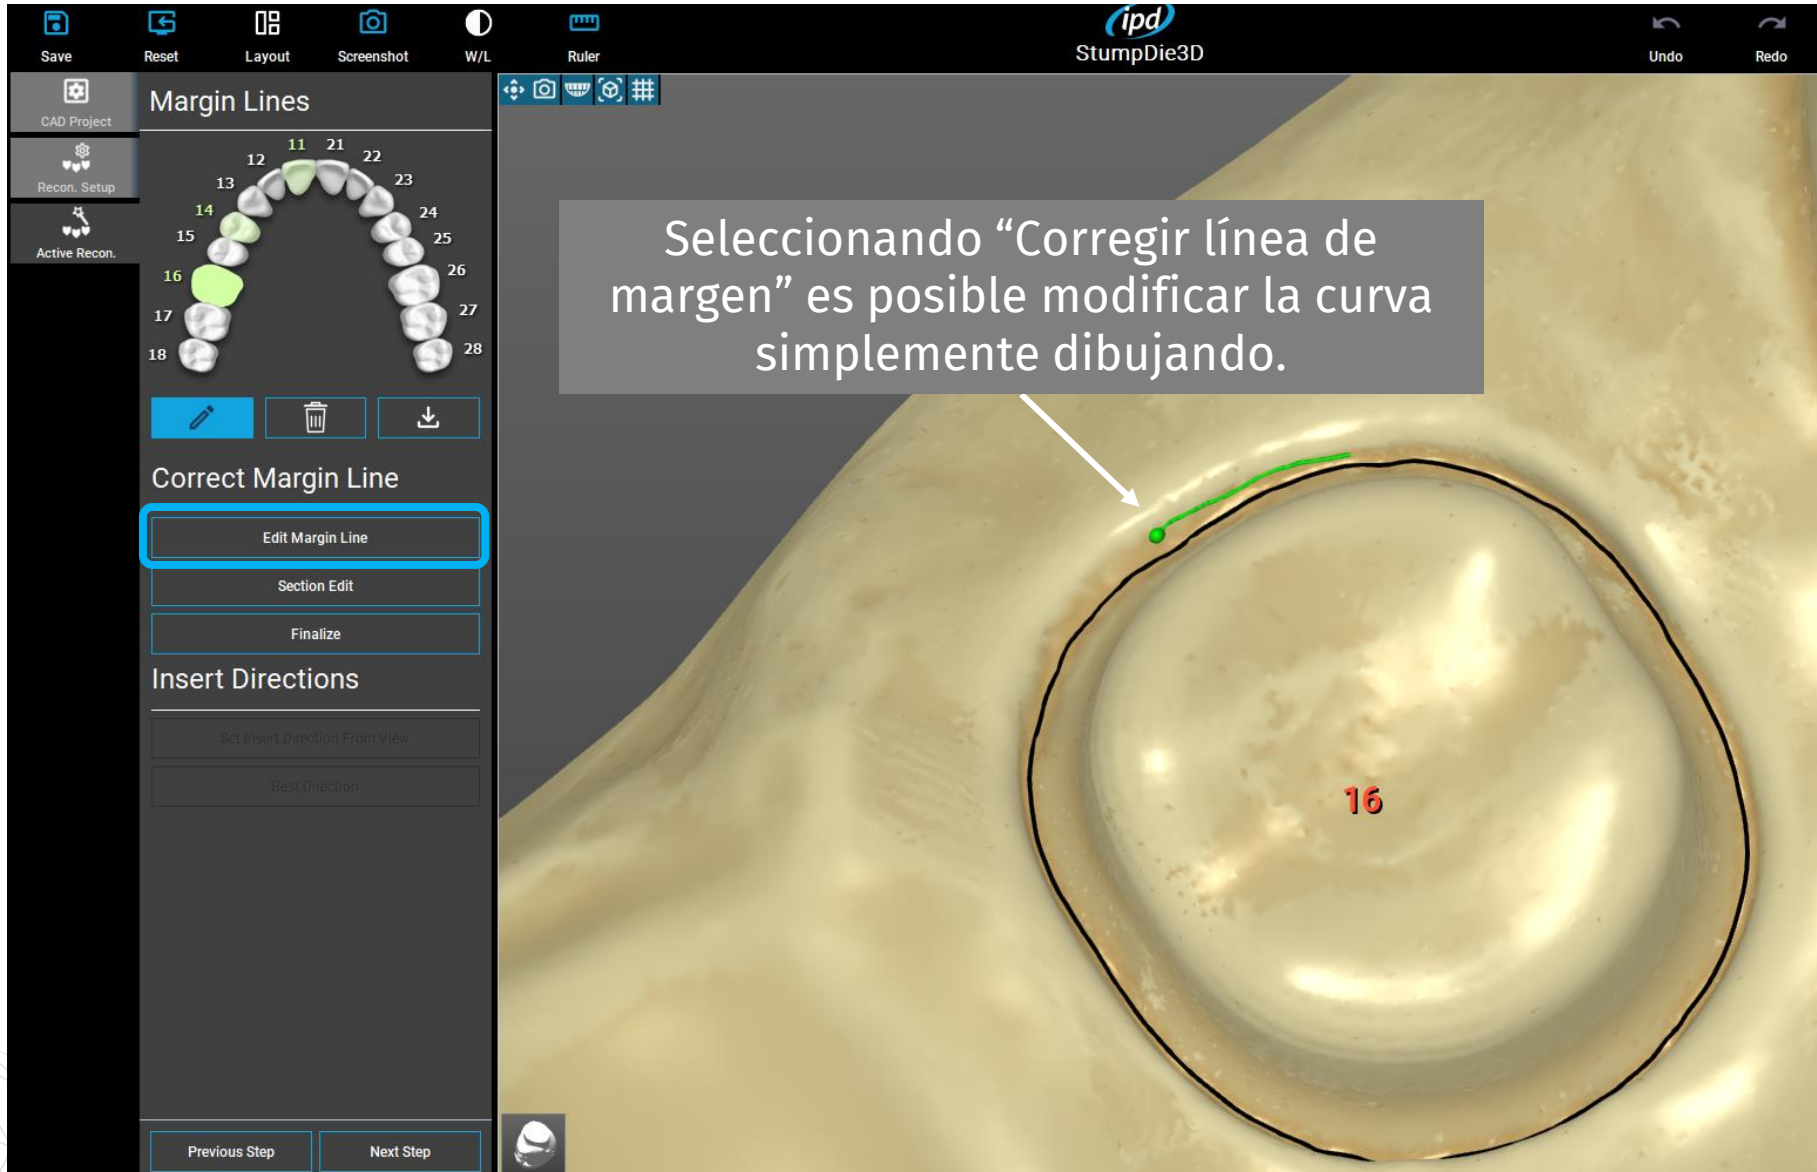 Save
Reset
Layout
Screenshot
W/L
Ruler
ipd
StumpDie3D
Undo
Redo
CAD Project
Recon. Setup
Active Recon.
Margin Lines
11 21
12 22
13 23
14 24
15 25
16 26
17 27
18 28
Correct Margin Line
Edit Margin Line
Section Edit
Finalize
Insert Directions
Set Insert Direction From View
Best Direction
Previous Step
Next Step
Seleccionando “Corregir línea de
margen” es posible modificar la curva
simplemente dibujando.
16